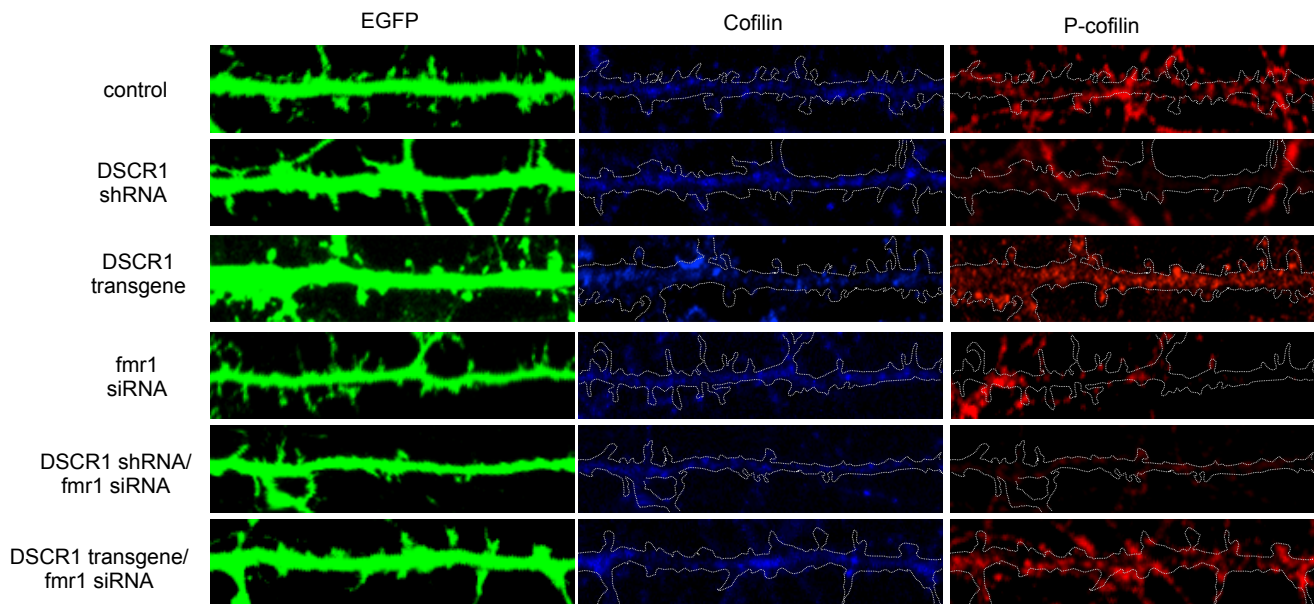 EGFP
Cofilin
P-cofilin
control
DSCR1
shRNA
DSCR1
transgene
fmr1
siRNA
DSCR1 shRNA/
fmr1 siRNA
DSCR1 transgene/
fmr1 siRNA